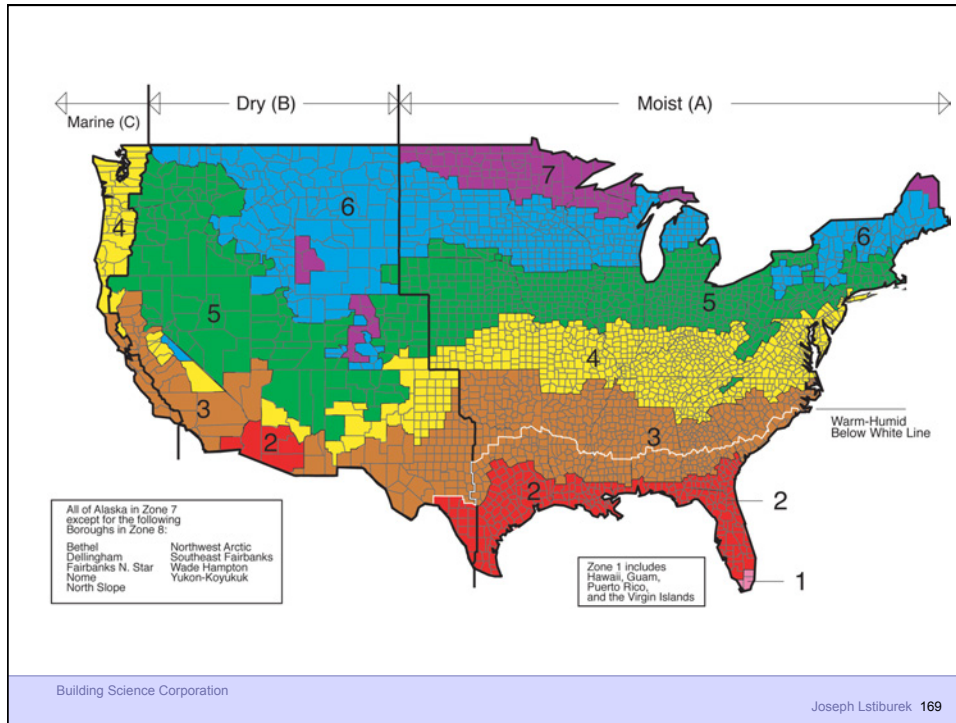 Marine (C)
Dry (B)
Moist (A)
7
4
6
6
5
5
4
3
3
Warm-Humid
Below White Line
2
2
2
1
All of Alaska in Zone 7
except for the following
Boroughs in Zone 8:
Bethel Northwest Arctic
Dellingham Southeast Fairbanks
Fairbanks N. Star Wade Hampton
Nome Yukon-Koyukuk
North Slope
Zone 1 includes
Hawaii, Guam,
Puerto Rico,
and the Virgin Islands
Building Science Corporation
Joseph Lstiburek 169